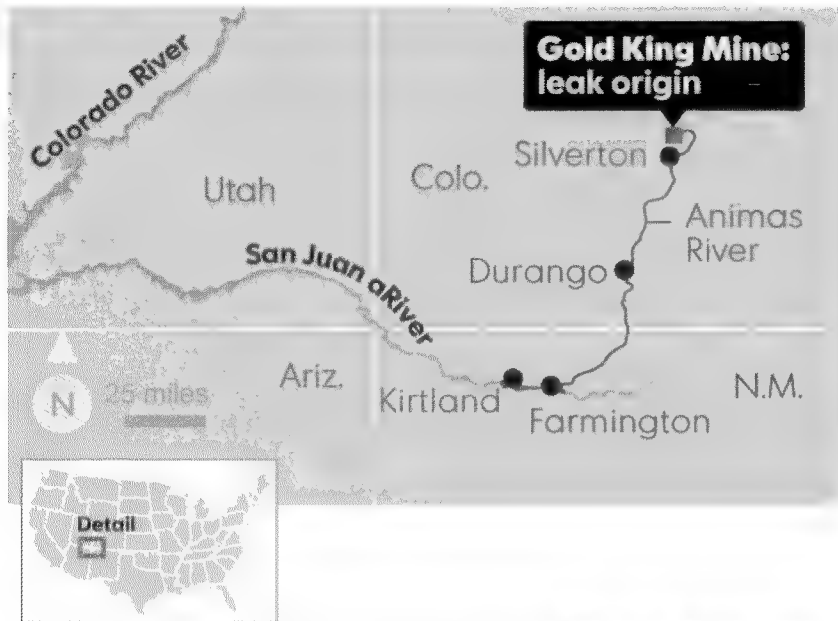 Gold King Mine:
leak origin
Colorado River
Silverton
Utah
Colo.
Animas
River
San Juan aRiver
Durango
Ariz.
25 miles
N
Kirtland
Farmington
N.M.
Detail